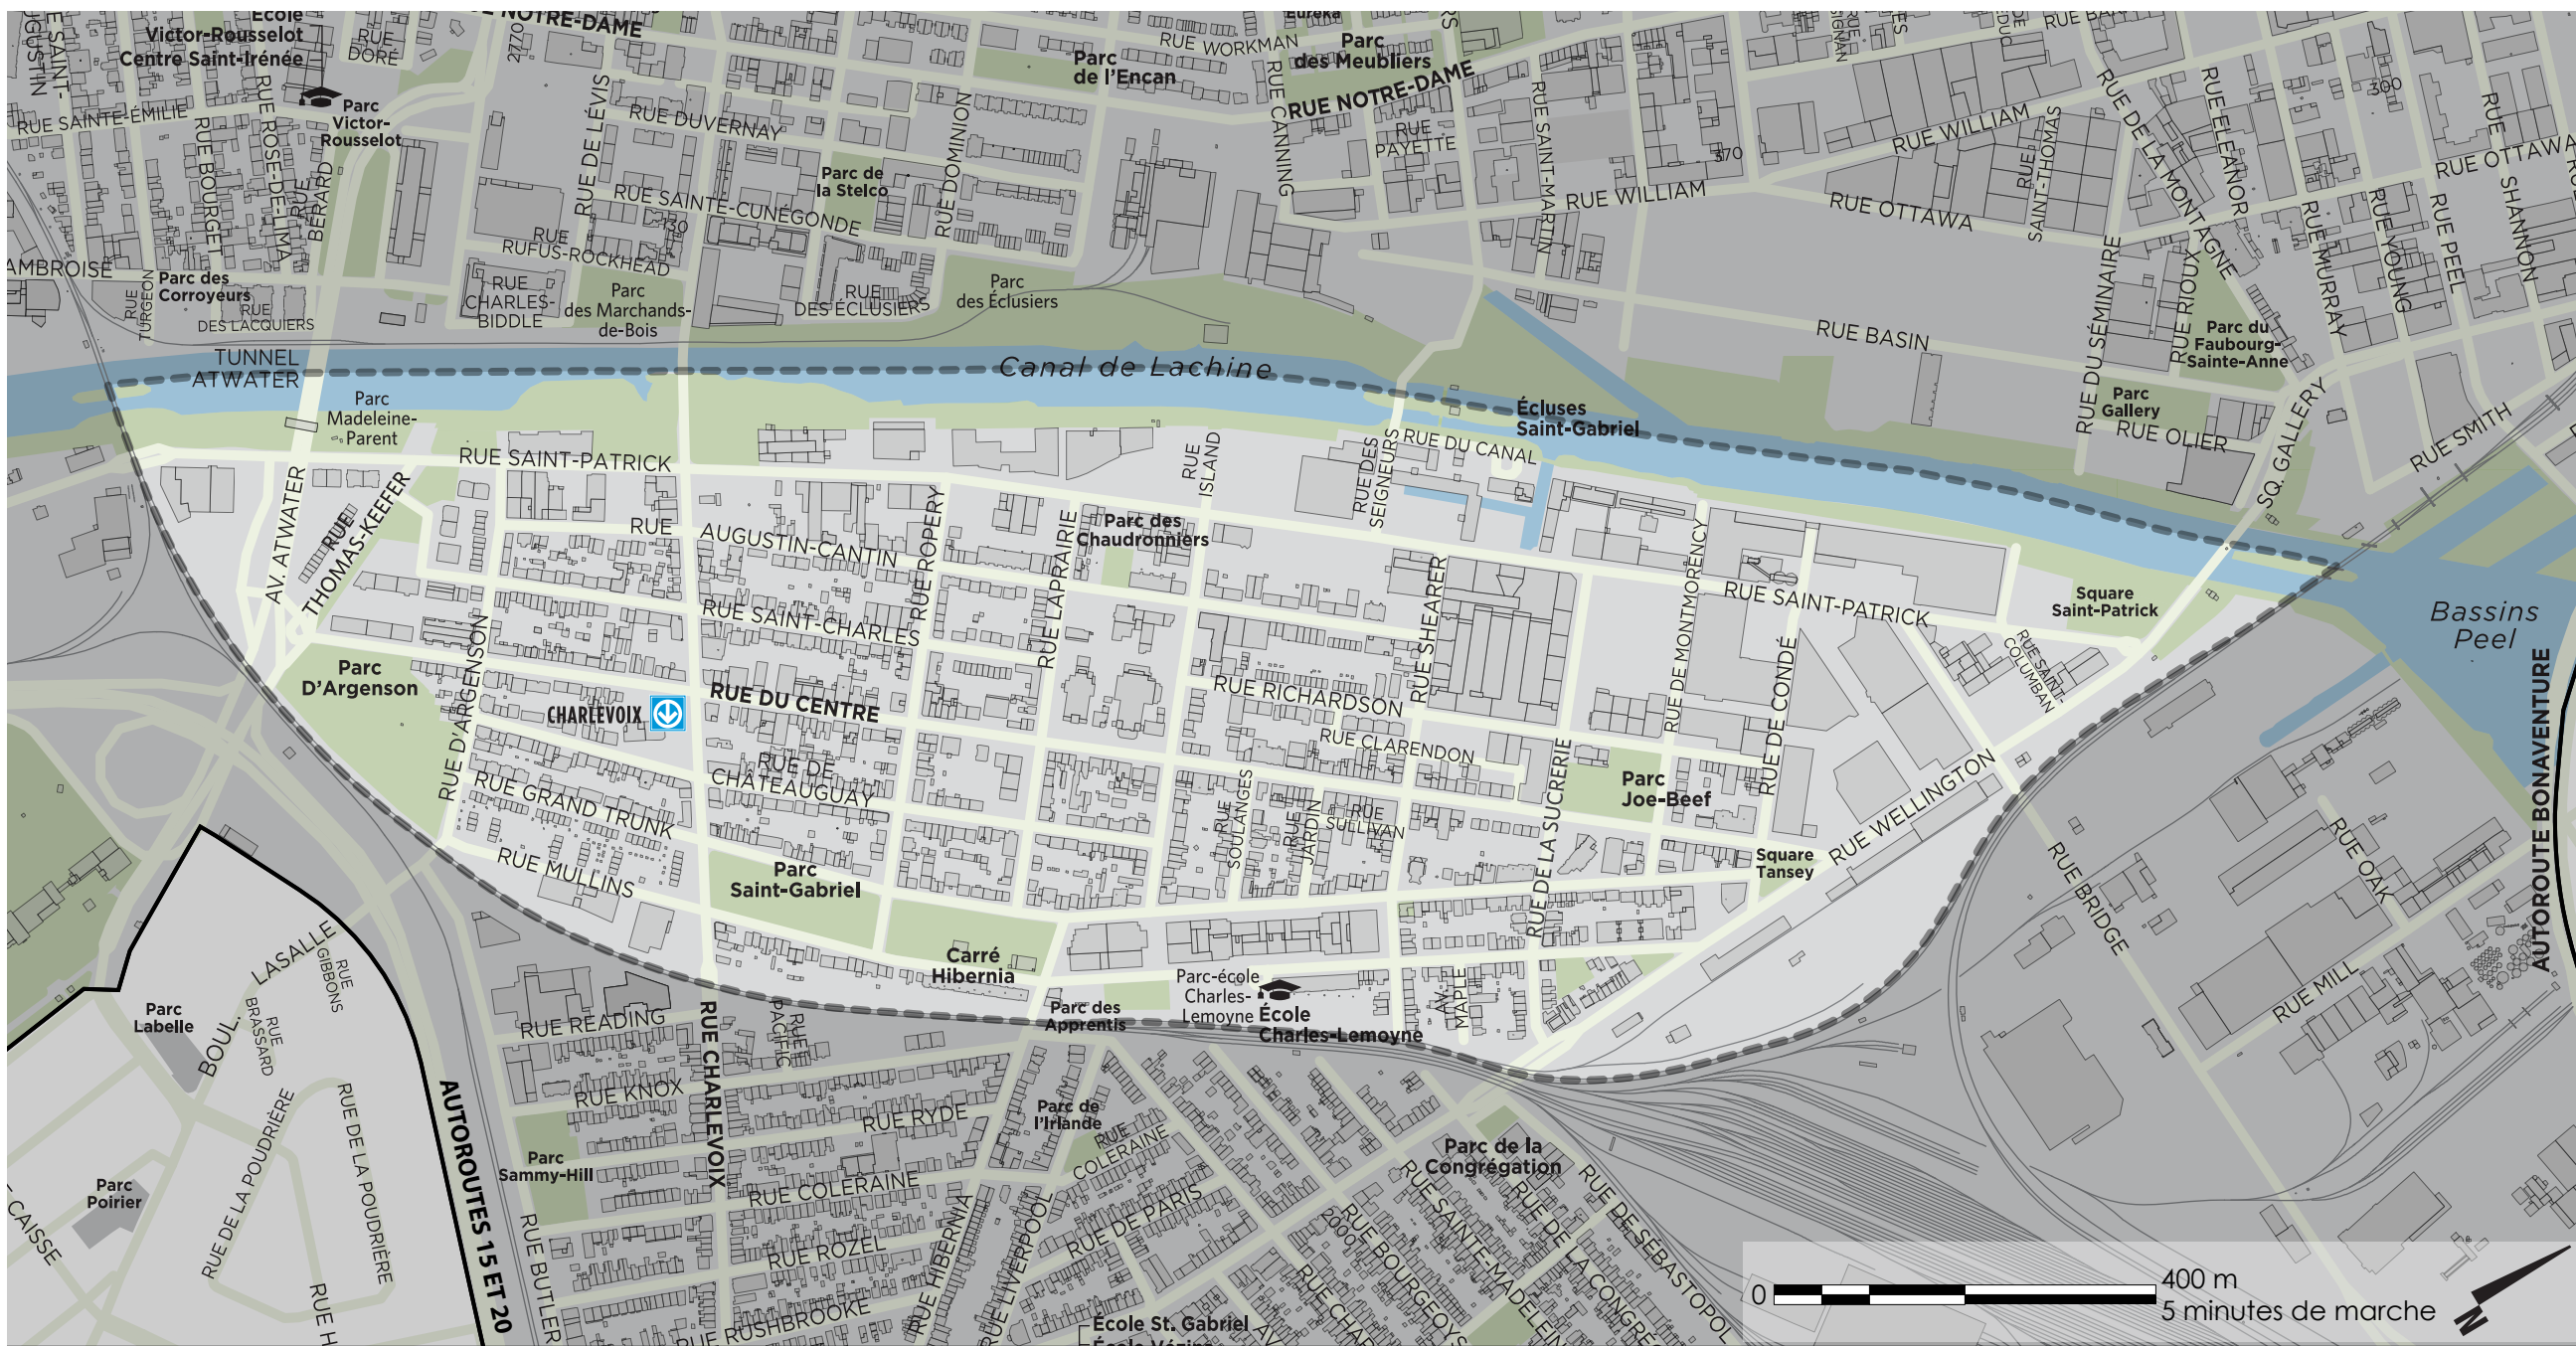 École
Victor-Rousselot
Centre Saint-Irénée
RUE
DORÉ
RUE NOTRE-DAME
2770
Parc
de l'Encan
RUE WORKMAN
Eureka
Parc
des Meubliers
RUE NOTRE-DAME
RUE SAINTE-ÉMILIE
RUE BOURGET
RUE ROSE-DE-LIMA
RUE
BÉRARD
Parc
Victor-
Rousselot
RUE DE LÉVIS
RUE DUVERNAY
Parc de
la Stelco
RUE DOMINION
RUE CANNING
RUE
PAYETTE
RUE SAINT-MARTIN
370
RUE WILLIAM
RUE WILLIAM
RUE
SAINT-THOMAS
RUE DE LA MONTAGNE
RUE ELEANOR
300
RUE
SHANNON
RUE OTTAWA
RUE OTTAWA
RUE SAINTE-CUNÉGONDE
130
RUE
RUFUS-ROCKHEAD
AMBROISE
Parc des
Corroyeurs
RUE
TURGEON
RUE
DES LACQUIERS
RUE
CHARLES-
BIDDLE
Parc
des Marchands-
de-Bois
RUE
DES ÉCLUSIERS
Parc
des Éclusiers
RUE BASIN
RUE DU SÉMINAIRE
RUE RIOUX
RUE MURRAY
RUE YOUNG
RUE PEEL
Parc du
Faubourg-
Sainte-Anne
Parc
Gallery
RUE OLIER
SQ. GALLERY
RUE SMITH
TUNNEL
ATWATER
Canal de Lachine
Parc
Madeleine-
Parent
Écluses
Saint-Gabriel
RUE DU CANAL
RUE DES
SEIGNEURS
RUE
ISLAND
RUE SAINT-PATRICK
AV. ATWATER
RUE
THOMAS-KEEFER
RUE
AUGUSTIN-CANTIN
RUE ROPERY
RUE LAPRAIRIE
Parc des
Chaudronniers
RUE SHEARER
RUE DE MONTMORENCY
RUE SAINT-PATRICK
RUE DE CONDÉ
Square
Saint-Patrick
RUE SAINT-
COLUMBAN
Bassins
Peel
RUE SAINT-CHARLES
Parc
D'Argenson
RUE D'ARGENSON
CHARLEVOIX
RUE DU CENTRE
RUE RICHARDSON
RUE CLARENDON
RUE DE
CHÂTEAUGUAY
RUE GRAND TRUNK
RUE MULLINS
RUE
SOULANGES
RUE
JARDIN
RUE
SULLIVAN
RUE DE LA SUCRERIE
Parc
Joe-Beef
Square
Tansey
RUE WELLINGTON
RUE BRIDGE
RUE OAK
RUE MILL
AUTOROUTE BONAVENTURE
Parc
Saint-Gabriel
Carré
Hibernia
Parc des
Apprentis
Parc-école
Charles-
Lemoyne
École
Charles-Lemoyne
AV.
MAPLE
BOUL. LASALLE
RUE
GIBBONS
RUE
BRASSARD
Parc
Labelle
Parc
Poirier
RUE DE LA POUDRIÈRE
RUE DE LA POUDRIÈRE
CAISSE
AUTOROUTES 15 ET 20
RUE READING
RUE CHARLEVOIX
RUE
PACIFIC
RUE KNOX
RUE RYDE
Parc
Sammy-Hill
RUE COLERAINE
Parc de
l'Irlande
RUE
COLERAINE
RUE BUTLER
RUE ROZEL
RUE RUSHBROOKE
RUE HIBERNIA
RUE LIVERPOOL
RUE DE PARIS
Parc de la
Congrégation
2000
RUE BOURGEOYS
RUE SAINTE-MADELEINE
RUE DE LA CONGRÉ
RUE DE SÉBASTOPOL
École St. Gabriel
0
400 m
5 minutes de marche
N